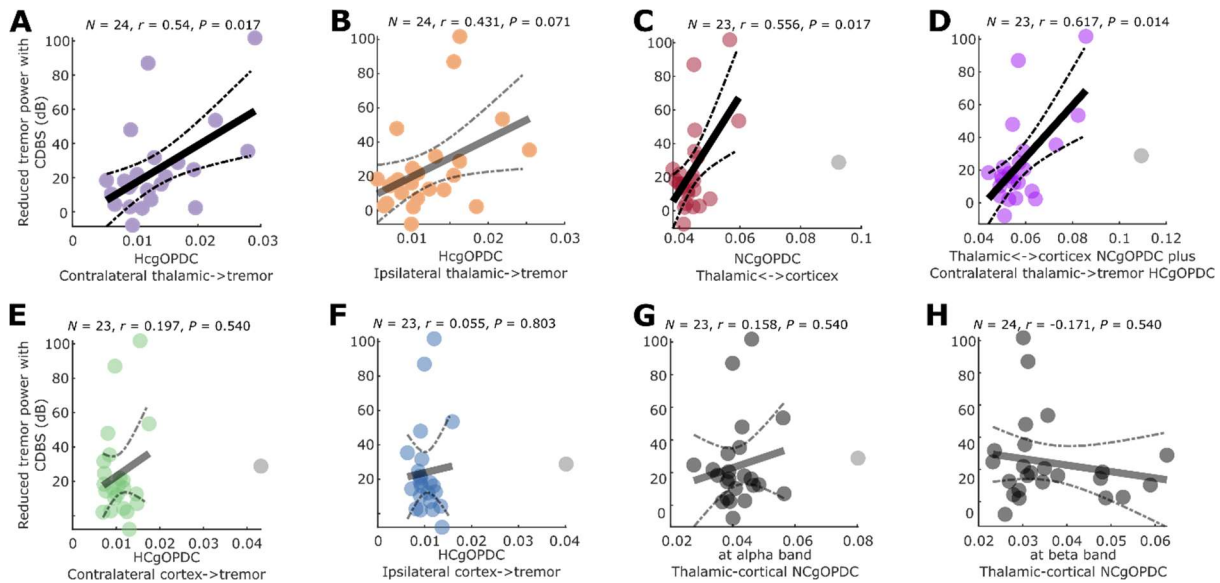 A
N = 24, r = 0.54, P = 0.017
Reduced tremor power with
CDBS (dB)
100
80
60
40
20
0
0
0.01
0.02
0.03
HcgOPDC
Contralateral thalamic->tremor
B
N = 24, r = 0.431, P = 0.071
100
80
60
40
20
0
0.01
0.02
0.03
HcgOPDC
Ipsilateral thalamic->tremor
C
N = 23, r = 0.556, P = 0.017
100
80
60
40
20
0
0.04
0.06
0.08
0.1
NCgOPDC
Thalamic<->corticex
D
N = 23, r = 0.617, P = 0.014
100
80
60
40
20
0
0.04
0.06
0.08
0.1
0.12
Thalamic<->corticex NCgOPDC plus
Contralateral thalamic->tremor HCgOPDC
E
N = 23, r = 0.197, P = 0.540
Reduced tremor power with
CDBS (dB)
100
80
60
40
20
0
0
0.01
0.02
0.03
0.04
HCgOPDC
Contralateral cortex->tremor
F
N = 23, r = 0.055, P = 0.803
100
80
60
40
20
0
0
0.01
0.02
0.03
0.04
HCgOPDC
Ipsilateral cortex->tremor
G
N = 23, r = 0.158, P = 0.540
100
80
60
40
20
0
0.02
0.04
0.06
0.08
at alpha band
Thalamic-cortical NCgOPDC
H
N = 24, r = -0.171, P = 0.540
100
80
60
40
20
0
0.02
0.03
0.04
0.05
0.06
at beta band
Thalamic-cortical NCgOPDC